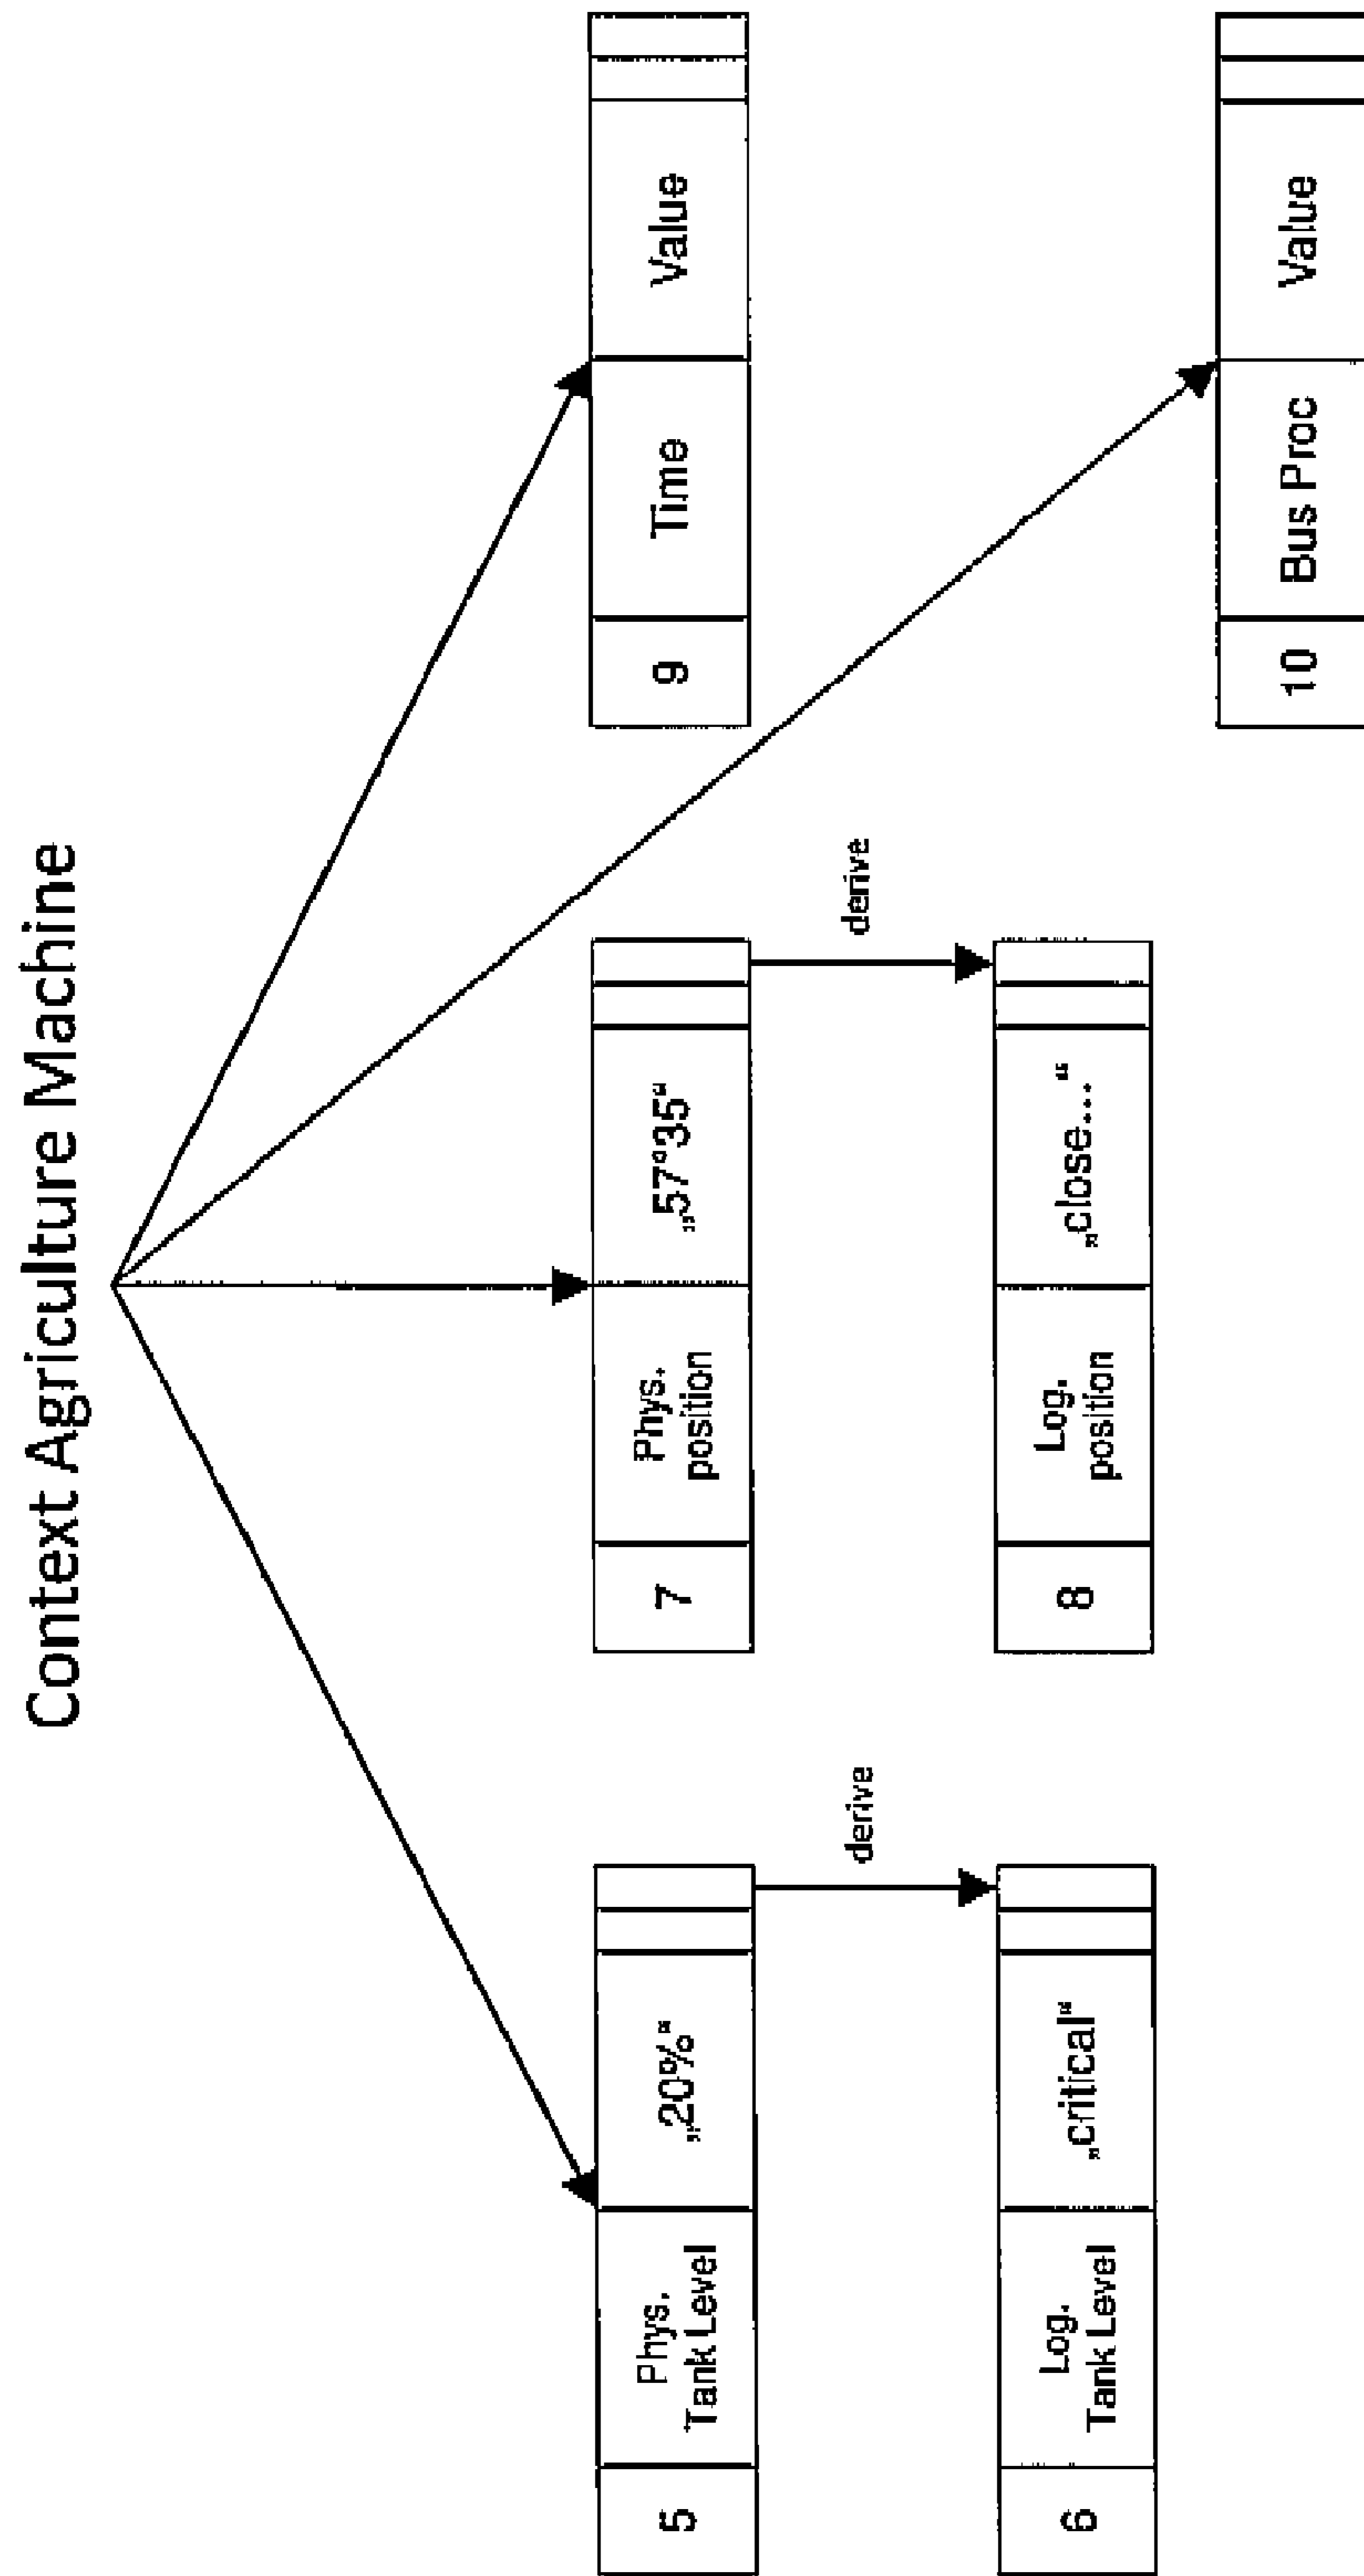 Context Agriculture Machine
5
Phys.
Tank Level
„20%“
7
Phys.
position
„57°35“
9
Time
Value
derive
derive
6
Log.
Tank Level
„critical“
8
Log.
position
„close...“
10
Bus Proc
Value